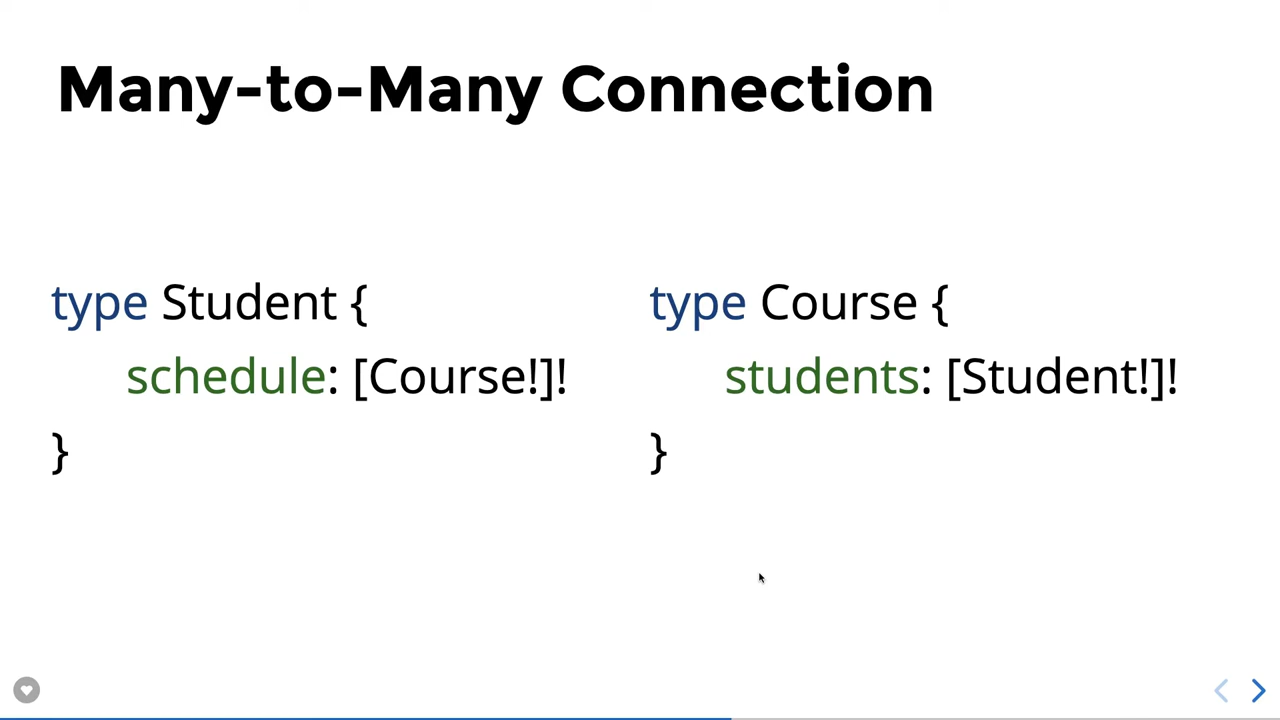 Many-to-Many Connection
type Student {
schedule: [Course!]!
}
type Course {
students: [Student!]!
}